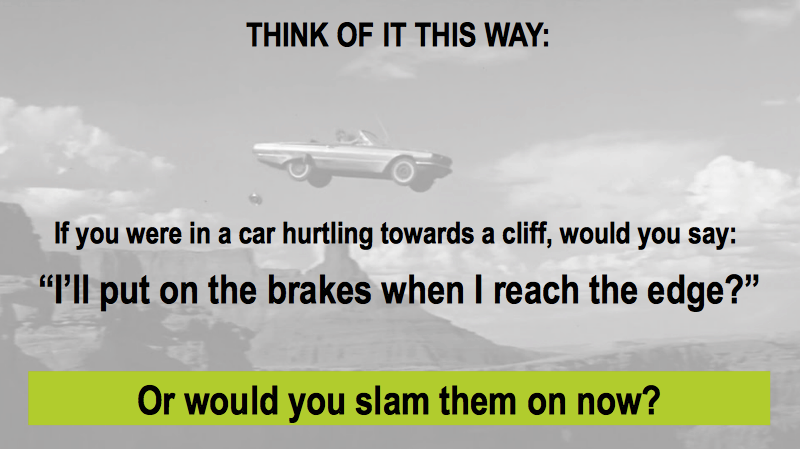 THINK OF IT THIS WAY:
If you were in a car hurtling towards a cliff, would you say:
“I’ll put on the brakes when I reach the edge?”
Or would you slam them on now?